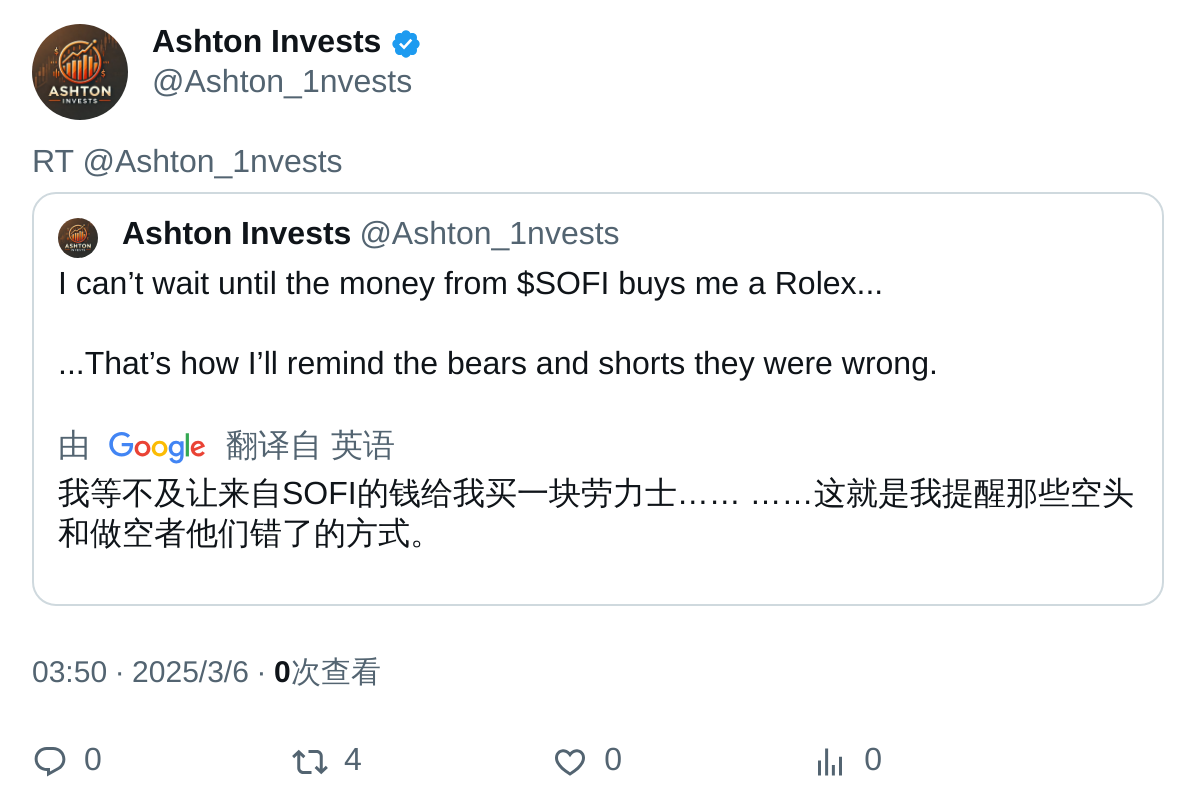 Ashton Invests
@Ashton_1nvests
ASHTON
INVESTS
RT @Ashton_1nvests
Ashton Invests @Ashton_1nvests
ASHTON
I can’t wait until the money from $SOFI buys me a Rolex...
...That’s how I’ll remind the bears and shorts they were wrong.
由 Google 翻译自 英语
我等不及让来自SOFI的钱给我买一块劳力士…… ……这就是我提醒那些空头
和做空者他们错了的方式。
03:50 · 2025/3/6 · 0次查看
0 4 0 0